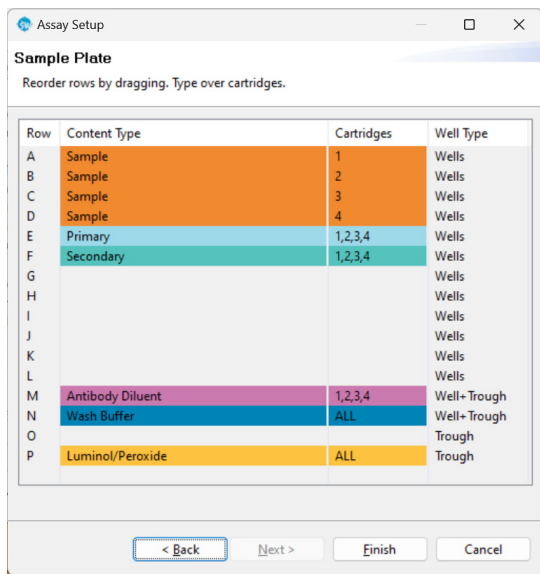 SW Assay Setup
Sample Plate
Reorder rows by dragging. Type over cartridges.
Row Content Type Cartridges Well Type
A Sample 1 Wells
B Sample 2 Wells
C Sample 3 Wells
D Sample 4 Wells
E Primary 1,2,3,4 Wells
F Secondary 1,2,3,4 Wells
G Wells
H Wells
I Wells
J Wells
K Wells
L Wells
M Antibody Diluent 1,2,3,4 Well+Trough
N Wash Buffer ALL Well+Trough
O Trough
P Luminol/Peroxide ALL Trough
< Back Next > Finish Cancel